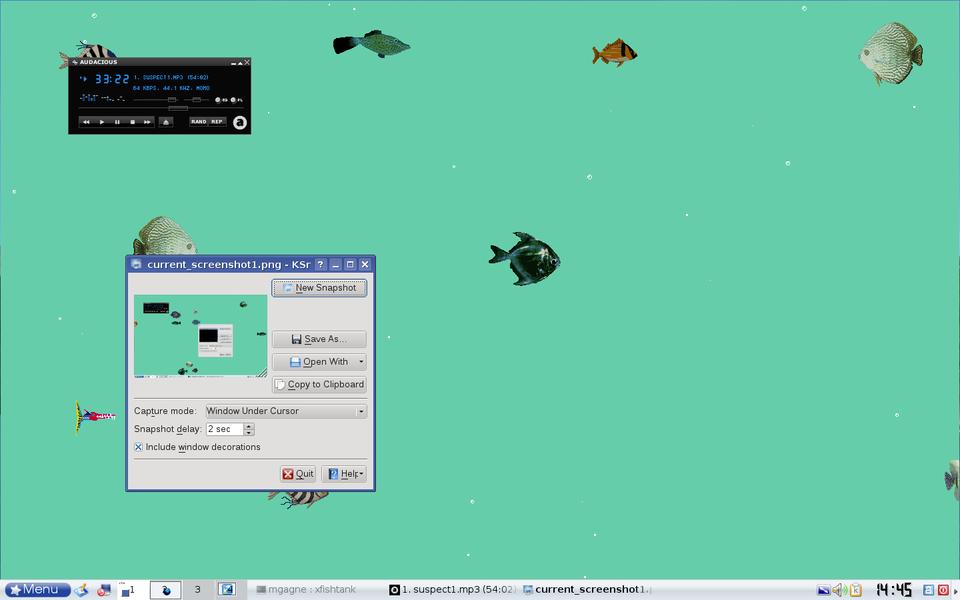 AUDACIOUS
33:22
1. SUSPECT1.MP3 (54:02)
64 KBPS, 44.1 KHZ, MONO
RAND REP
a
current_screenshot1.png - KSr
New Snapshot
Save As...
Open With
Copy to Clipboard
Capture mode: Window Under Cursor
Snapshot delay: 2 sec
Include window decorations
Quit
Help
Menu
1
3
mgagne : xfishtank
1. suspect1.mp3 (54:02)
current_screenshot1.p
14:45